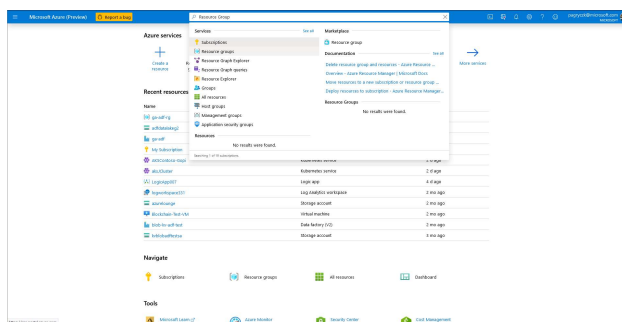 Microsoft Azure (Preview)
Report a bug
Resource Group
Azure services
Create a resource
More services
Services
See all
Subscriptions
Resource groups
Resource Graph Explorer
Resource Graph queries
Resource Explorer
Groups
All resources
Host groups
Management groups
Application security groups
Resources
No results were found.
Searching 1 of 19 subscriptions
Marketplace
Resource group
Documentation
See all
Delete resource group and resources - Azure Resource ...
Overview - Azure Resource Manager | Microsoft Docs
Move resources to a new subscription or resource group ...
Deploy resources to subscription - Azure Resource Manager...
Resource Groups
No results were found.
Recent resources
Name
ga-adf-rg
ga-adf
My Subscription
Kubernetes service 2 d ago
Kubernetes service 2 d ago
LogicApp007 Logic app 4 d ago
Log Analytics workspace 2 mo ago
Storage account 2 mo ago
Blockchain-Test-VM Virtual machine 2 mo ago
Data factory (V2) 2 mo ago
Storage account 3 mo ago
Navigate
Subscriptions
Resource groups
All resources
Dashboard
Tools
Microsoft Learn
Azure Monitor
Security Center
Cost Management